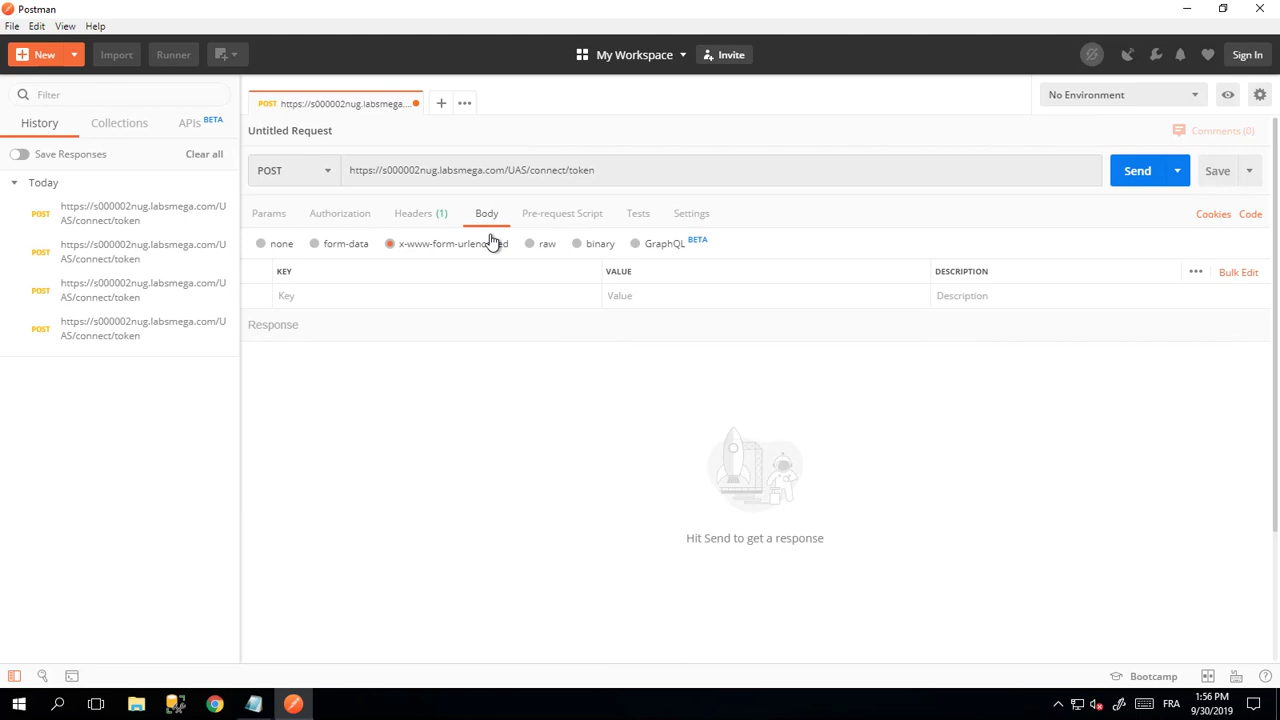 Postman
File Edit View Help
New Import Runner My Workspace Invite Sign In
Filter
History Collections APIs BETA
Save Responses Clear all
Today
POST https://s000002nug.labsmega.com/U
AS/connect/token
POST https://s000002nug.labsmega.com/U
AS/connect/token
POST https://s000002nug.labsmega.com/U
AS/connect/token
POST https://s000002nug.labsmega.com/U
AS/connect/token
POST https://s000002nug.labsmega....
No Environment
Untitled Request
Comments (0)
POST https://s000002nug.labsmega.com/UAS/connect/token Send Save
Params Authorization Headers (1) Body Pre-request Script Tests Settings Cookies Code
none form-data x-www-form-urlencoded raw binary GraphQL BETA
KEY VALUE DESCRIPTION Bulk Edit
Key Value Description
Response
Hit Send to get a response
Bootcamp
FRA
1:56 PM
9/30/2019